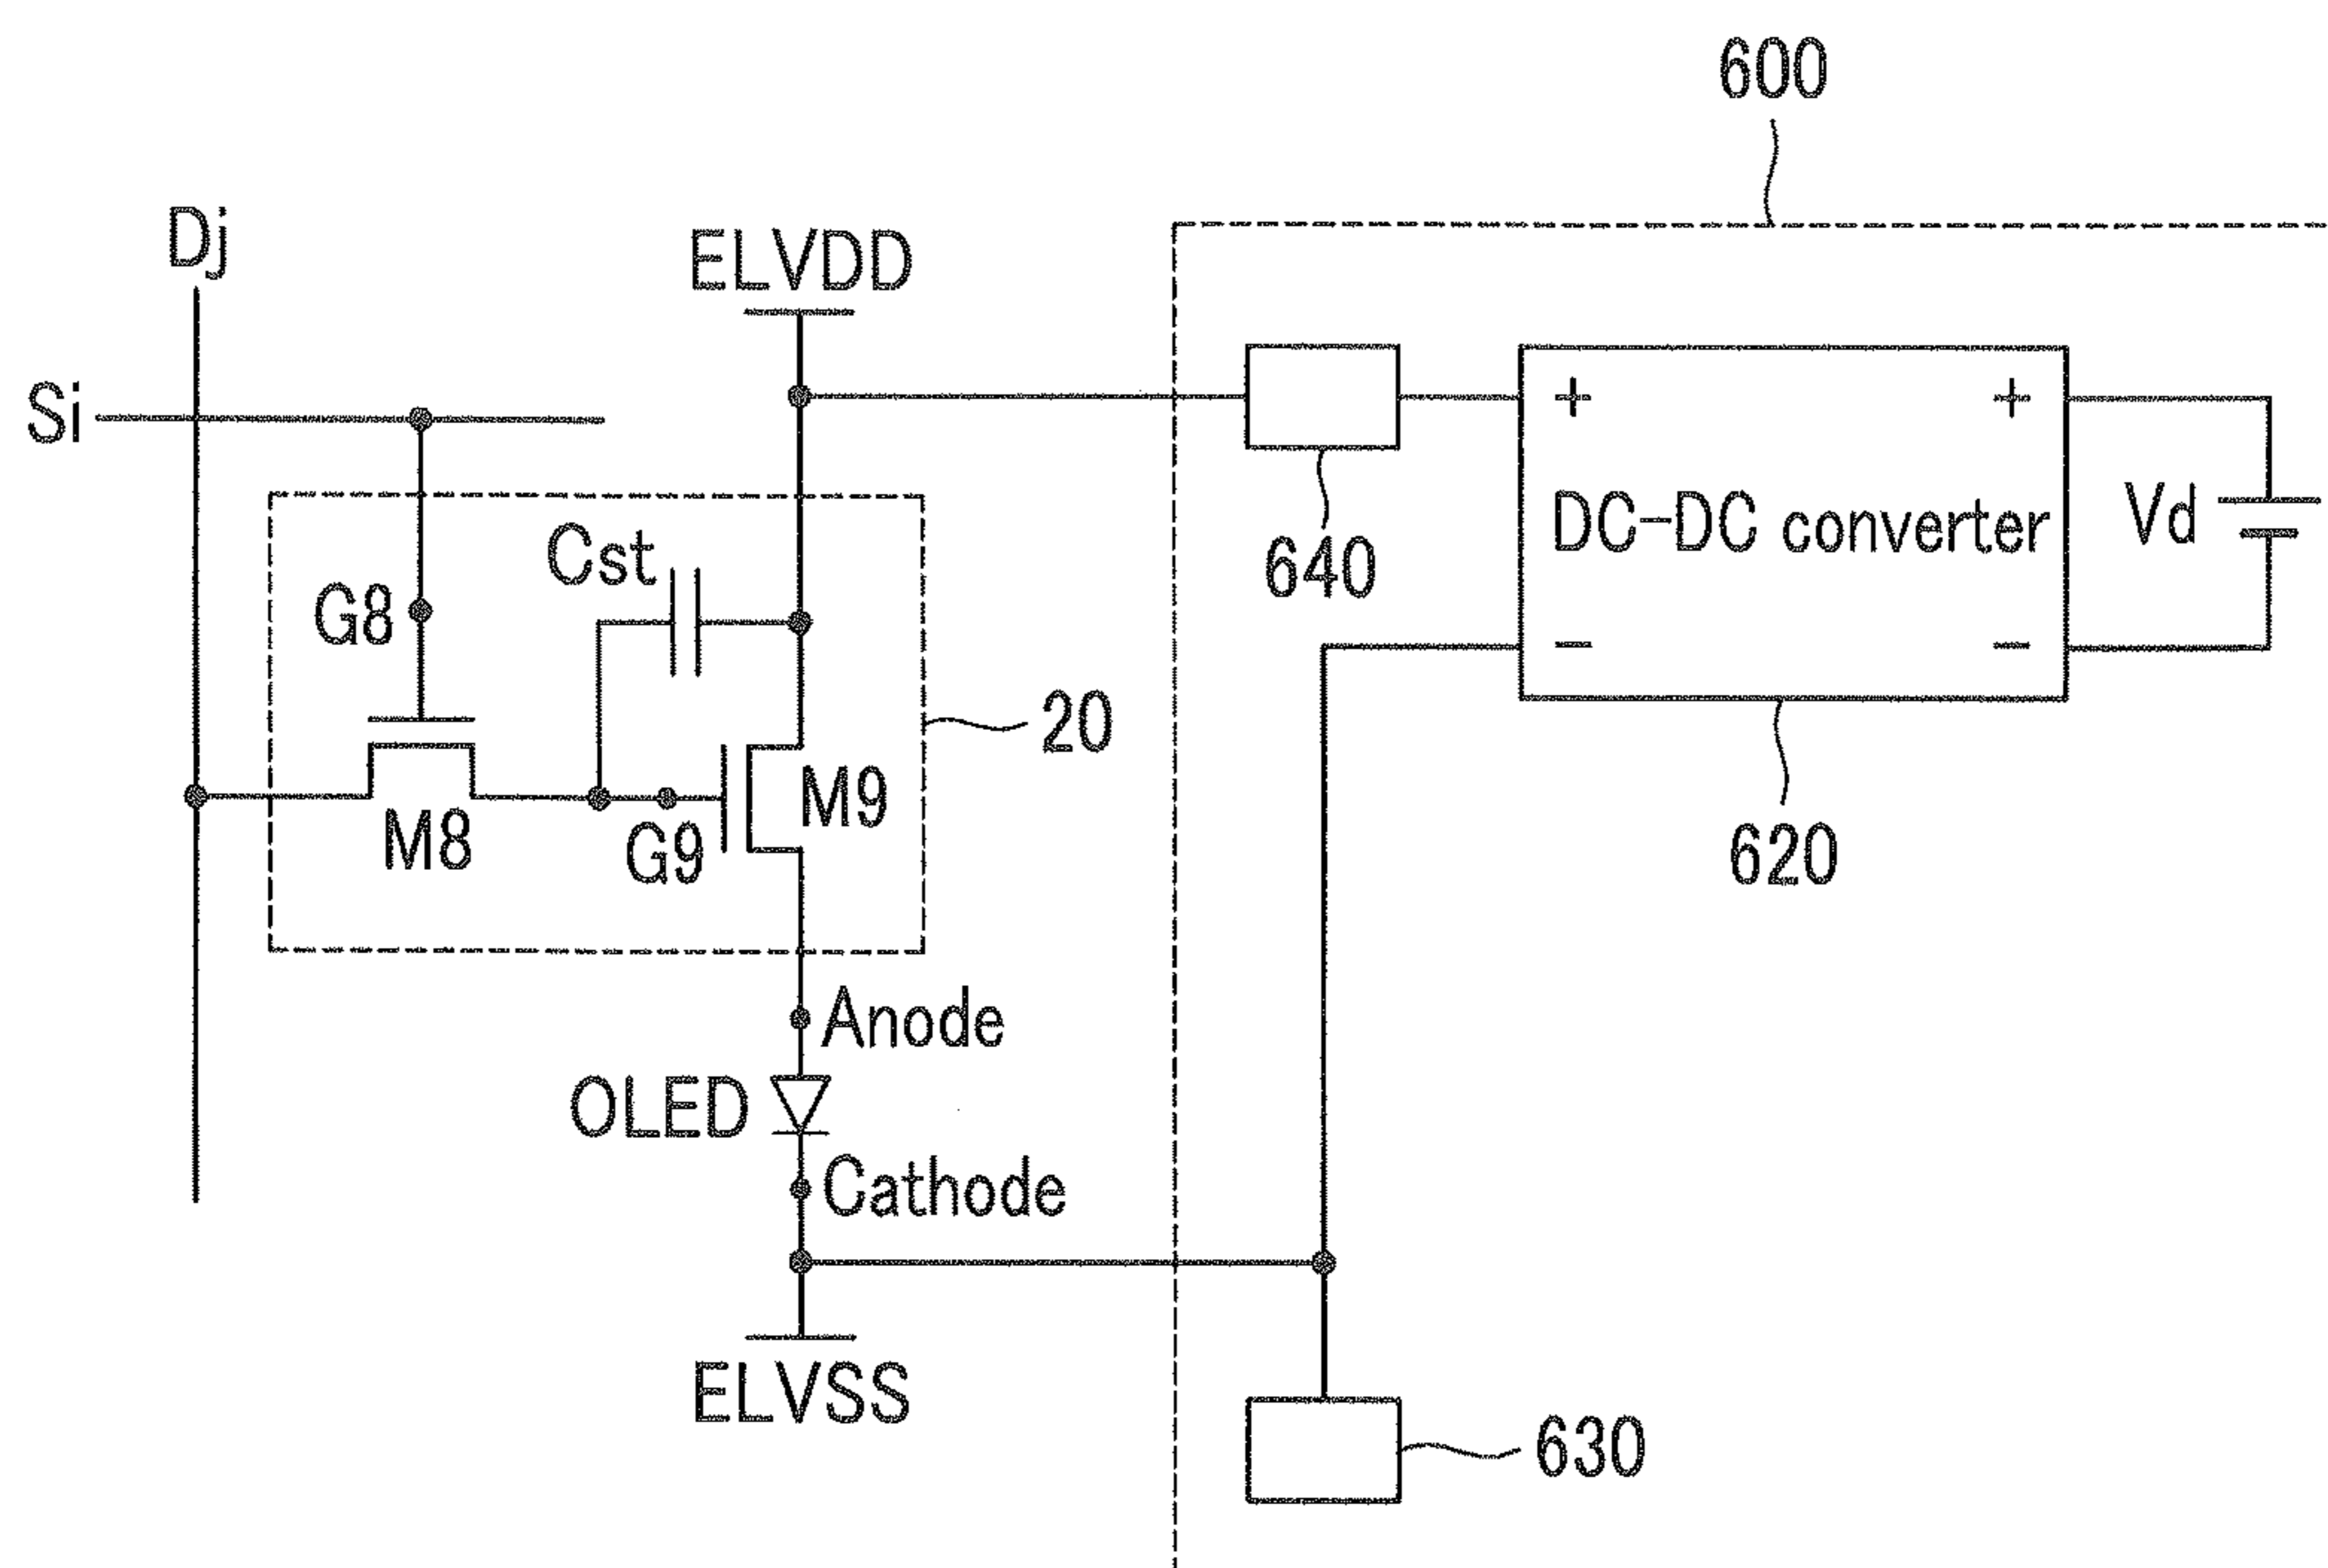 600
Dj
ELVDD
Si
+ +
DC-DC converter
Vd
Cst
640
G8
- -
20
M9
M8
G9
620
Anode
OLED
Cathode
ELVSS
630